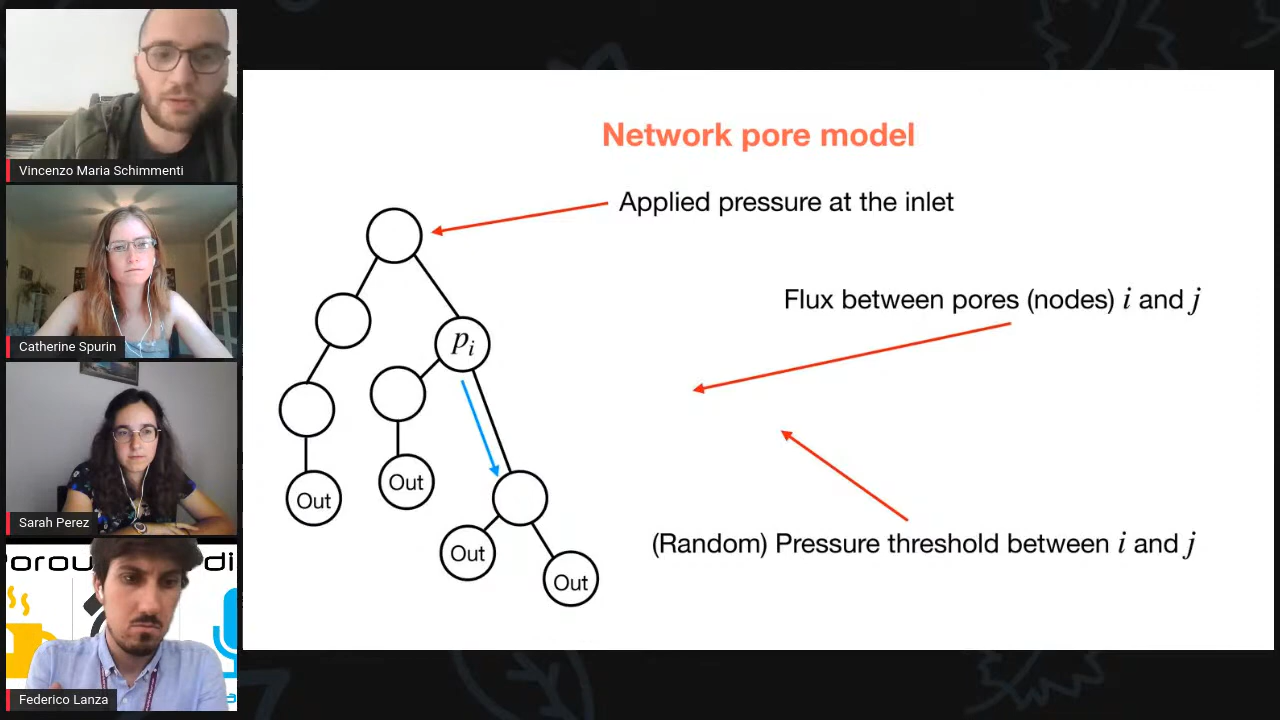 Vincenzo Maria Schimmenti
Catherine Spurin
Sarah Perez
Federico Lanza
Network pore model
Applied pressure at the inlet
Flux between pores (nodes) i and j
p_i
Out
Out
Out
Out
(Random) Pressure threshold between i and j